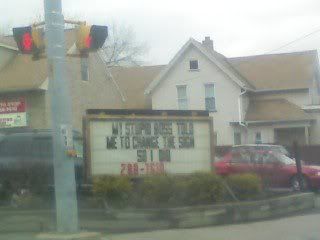 MY STUPID BOSS TOLD
ME TO CHANGE THE SIGN
SO I DID